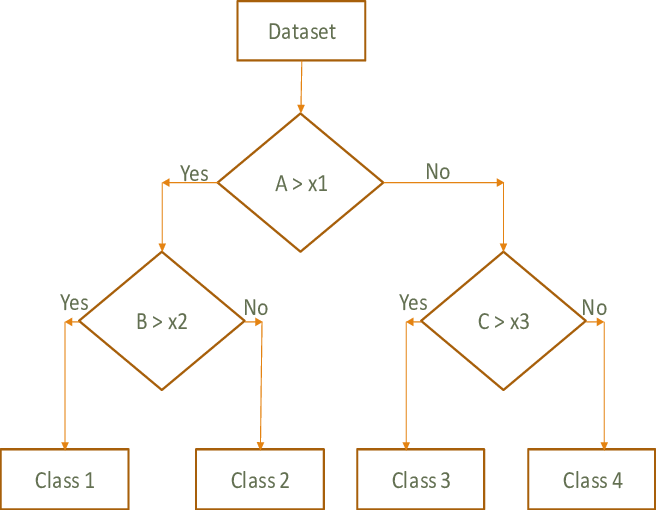 Dataset
A > x1
Yes
No
B > x2
Yes
No
C > x3
Yes
No
Class 1
Class 2
Class 3
Class 4